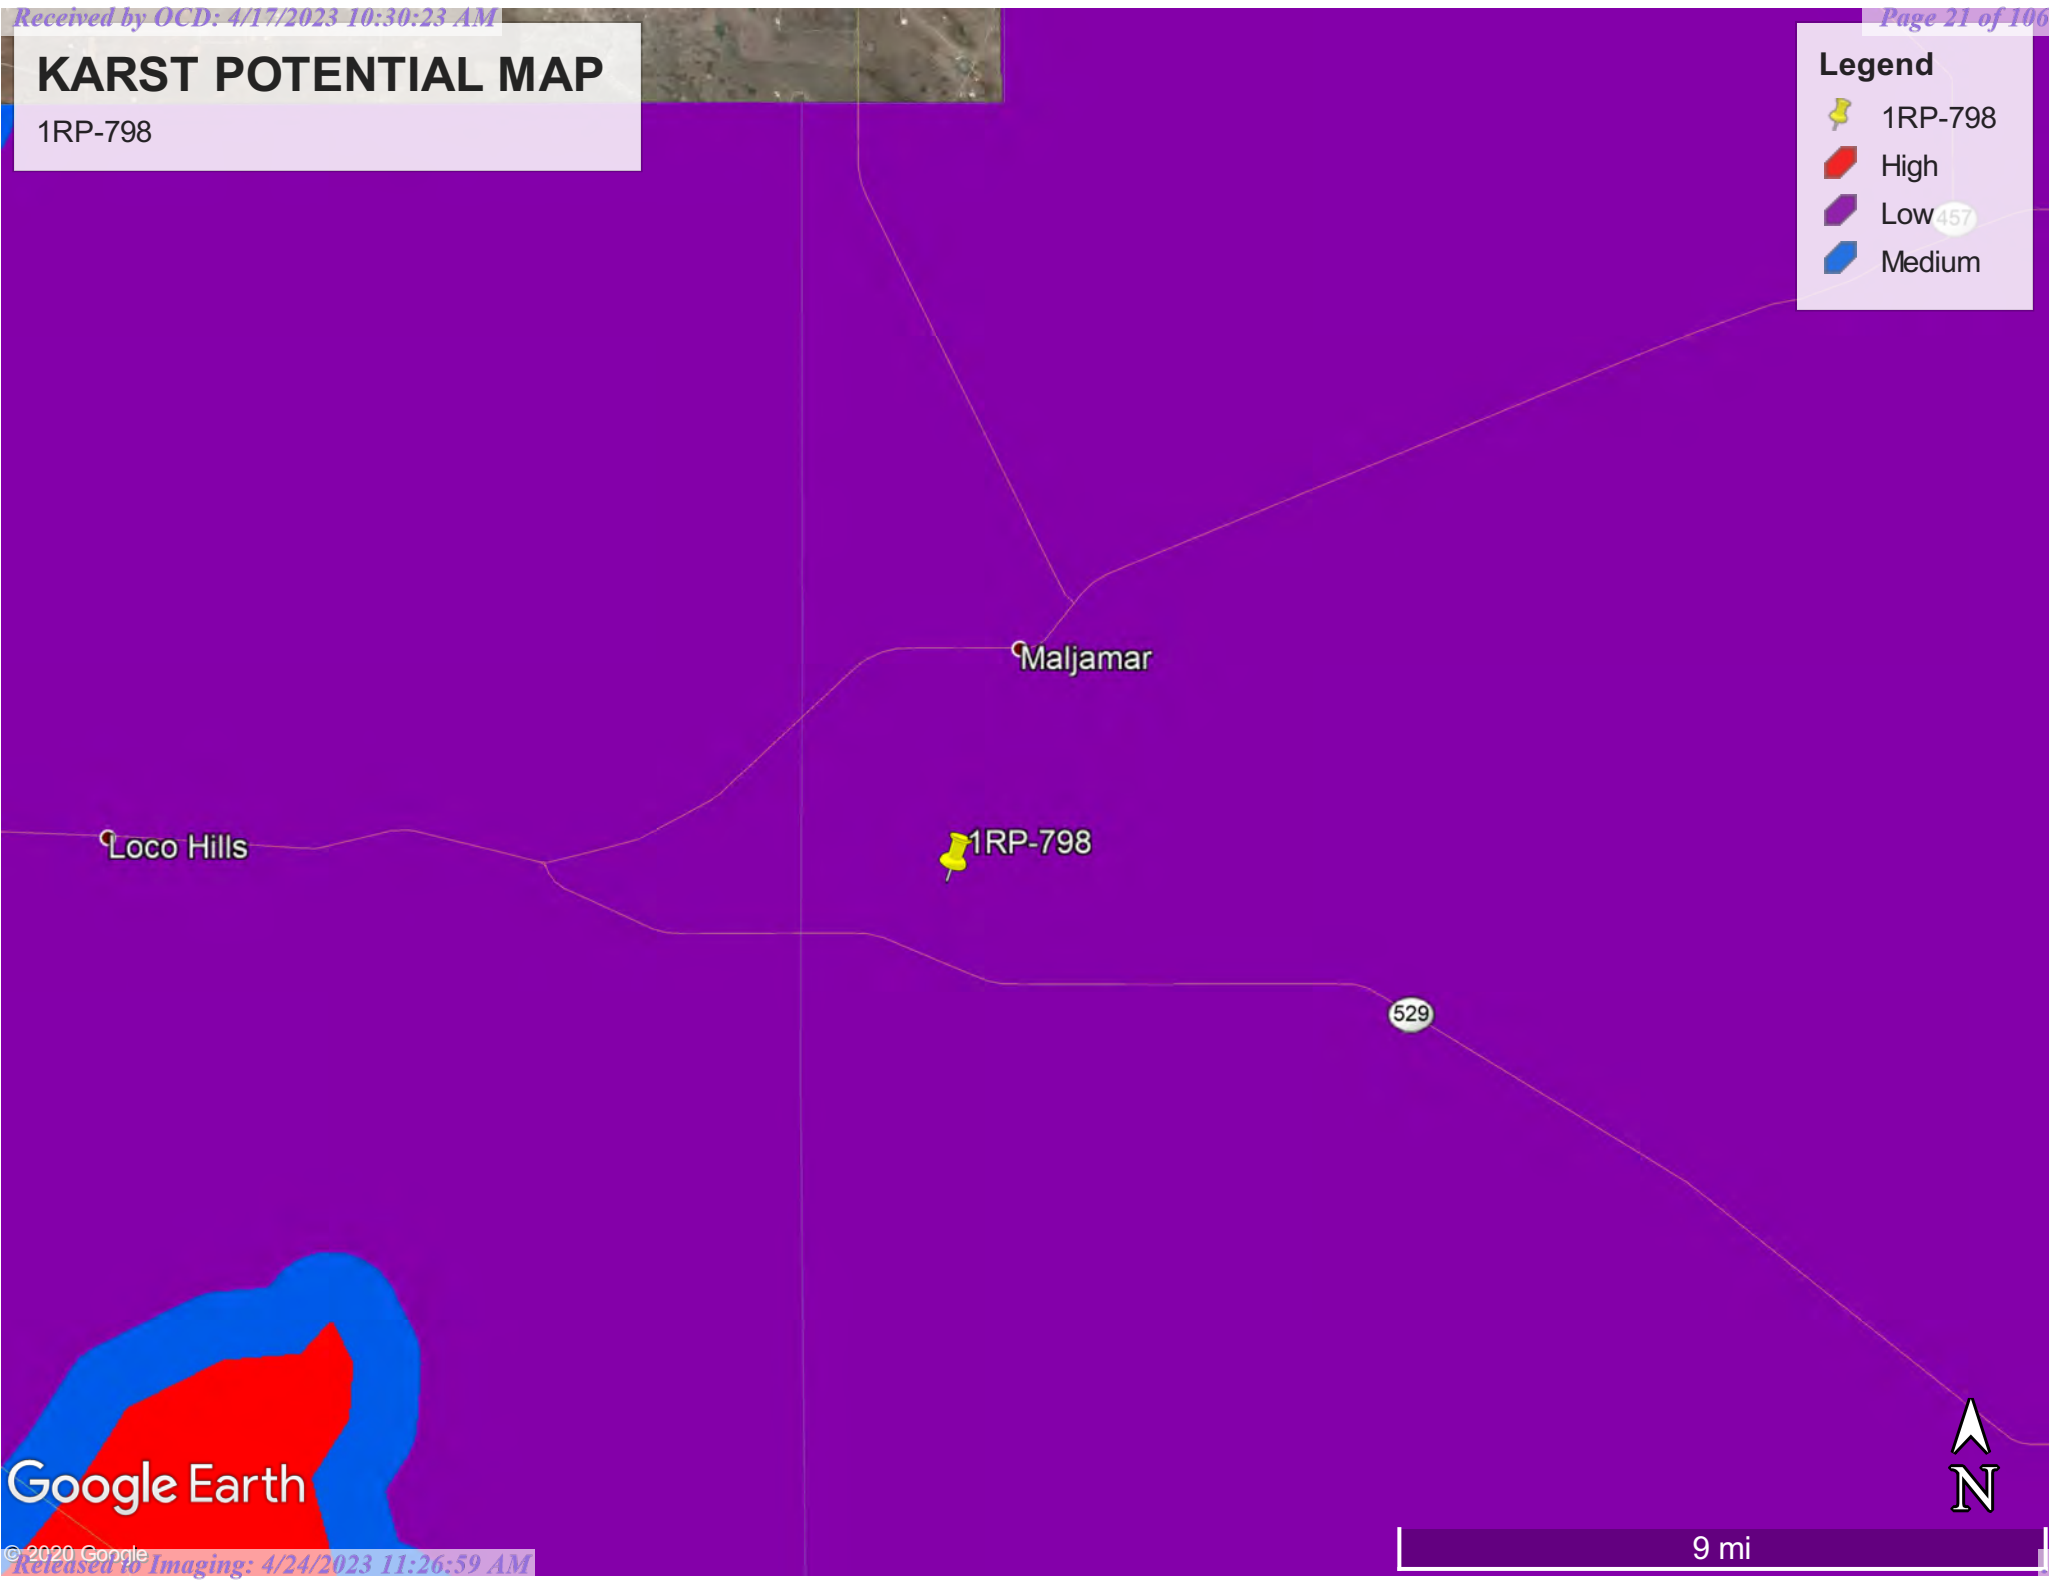 Received by OCD: 4/17/2023 10:30:23 AM
Page 21 of 106
KARST POTENTIAL MAP
1RP-798
Legend
1RP-798
High
Low
457
Medium
Maljamar
Loco Hills
1RP-798
529
Google Earth
N
9 mi
© 2020 Google
Released to Imaging: 4/24/2023 11:26:59 AM